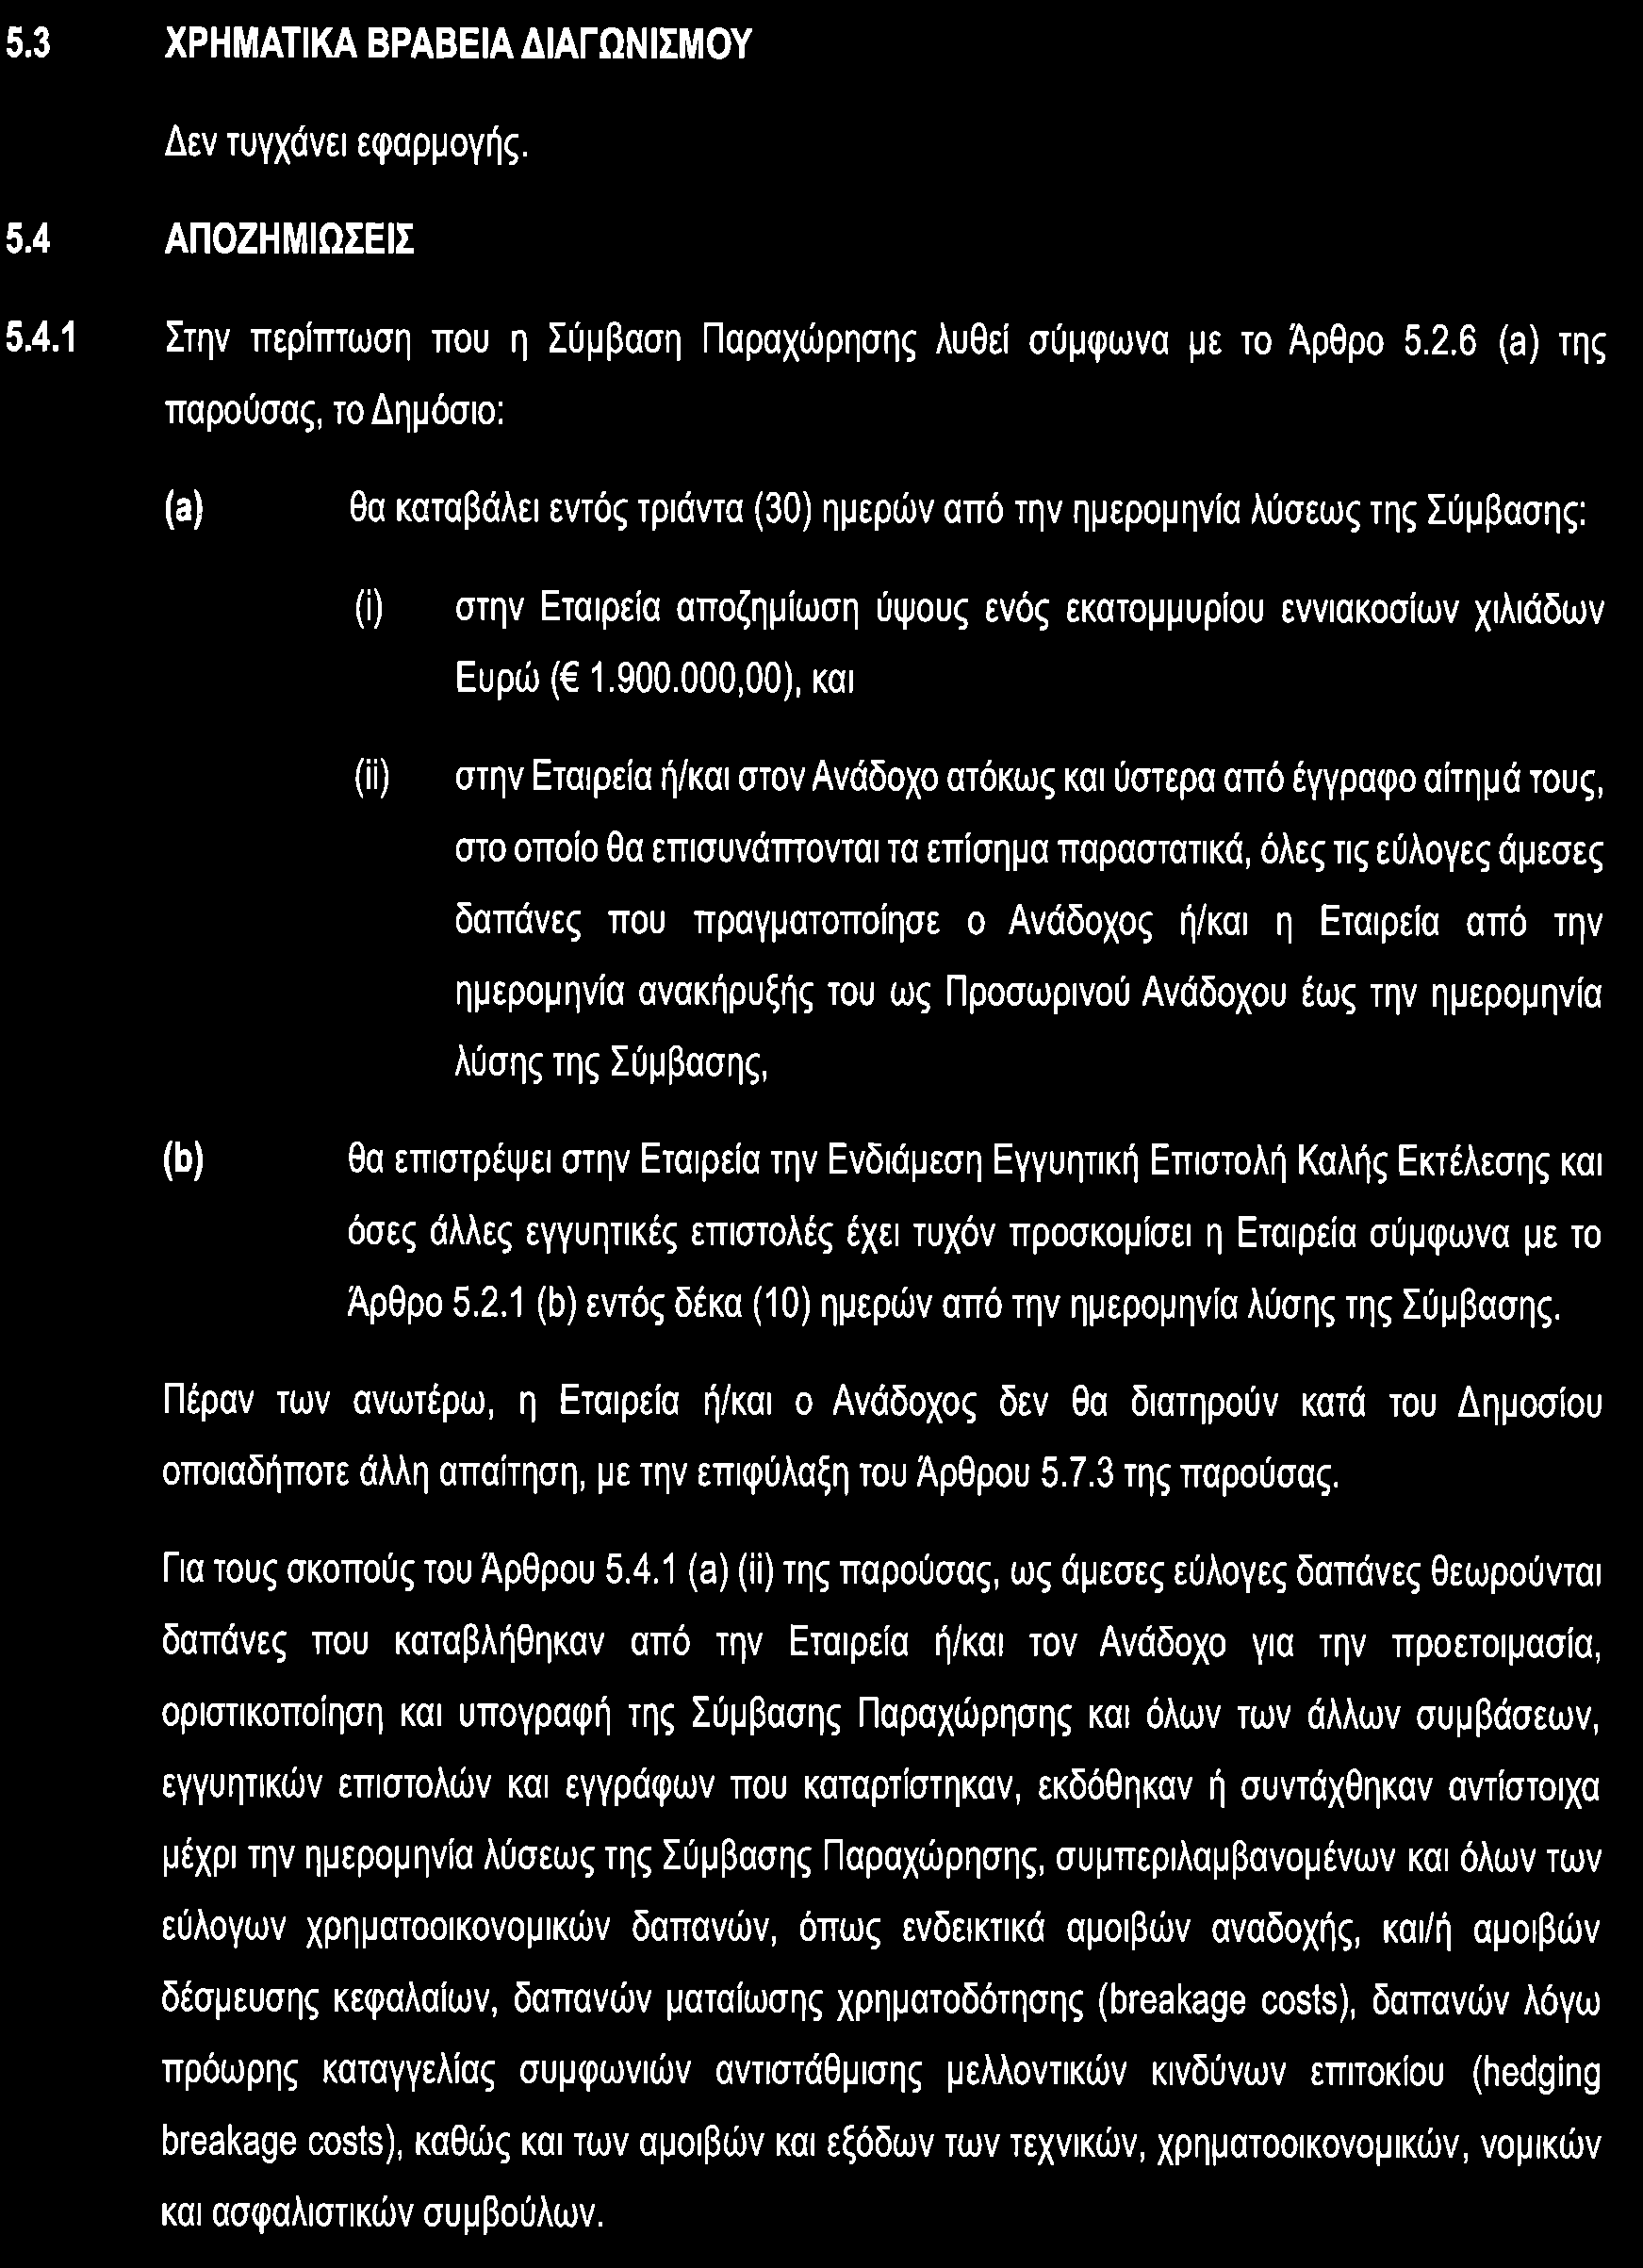 5.3 ΧΡΗΜΑΤΙΚΑ ΒΡΑΒΕΙΑ ΔΙΑΓΩΝΙΣΜΟΥ
Δεν τυγχάνει εφαρμογής.
5.4 ΑΠΟΖΗΜΙΩΣΕΙΣ
5.4.1 Στην περίπτωση που η Σύμβαση Παραχώρησης λυθεί σύμφωνα με το Άρθρο 5.2.6 (a) της
παρούσας, το Δημόσιο:
(a) θα καταβάλει εντός τριάντα (30) ημερών από την ημερομηνία λύσεως της Σύμβασης:
(i) στην Εταιρεία αποζημίωση ύψους ενός εκατομμυρίου εννιακοσίων χιλιάδων
Ευρώ (€ 1.900.000,00), και
(ii) στην Εταιρεία ή/και στον Ανάδοχο ατόκως και ύστερα από έγγραφο αίτημά τους,
στο οποίο θα επισυνάπτονται τα επίσημα παραστατικά, όλες τις εύλογες άμεσες
δαπάνες που πραγματοποίησε ο Ανάδοχος ή/και η Εταιρεία από την
ημερομηνία ανακήρυξής του ως Προσωρινού Ανάδοχου έως την ημερομηνία
λύσης της Σύμβασης,
(b) θα επιστρέψει στην Εταιρεία την Ενδιάμεση Εγγυητική Επιστολή Καλής Εκτέλεσης και
όσες άλλες εγγυητικές επιστολές έχει τυχόν προσκομίσει η Εταιρεία σύμφωνα με το
Άρθρο 5.2.1 (b) εντός δέκα (10) ημερών από την ημερομηνία λύσης της Σύμβασης.
Πέραν των ανωτέρω, η Εταιρεία ή/και ο Ανάδοχος δεν θα διατηρούν κατά του Δημοσίου
οποιαδήποτε άλλη απαίτηση, με την επιφύλαξη του Άρθρου 5.7.3 της παρούσας.
Για τους σκοπούς του Άρθρου 5.4.1 (a) (ii) της παρούσας, ως άμεσες εύλογες δαπάνες θεωρούνται
δαπάνες που καταβλήθηκαν από την Εταιρεία ή/και τον Ανάδοχο για την προετοιμασία,
οριστικοποίηση και υπογραφή της Σύμβασης Παραχώρησης και όλων των άλλων συμβάσεων,
εγγυητικών επιστολών και εγγράφων που καταρτίστηκαν, εκδόθηκαν ή συντάχθηκαν αντίστοιχα
μέχρι την ημερομηνία λύσεως της Σύμβασης Παραχώρησης, συμπεριλαμβανομένων και όλων των
εύλογων χρηματοοικονομικών δαπανών, όπως ενδεικτικά αμοιβών αναδοχής, και/ή αμοιβών
δέσμευσης κεφαλαίων, δαπανών ματαίωσης χρηματοδότησης (breakage costs), δαπανών λόγω
πρόωρης καταγγελίας συμφωνιών αντιστάθμισης μελλοντικών κινδύνων επιτοκίου (hedging
breakage costs), καθώς και των αμοιβών και εξόδων των τεχνικών, χρηματοοικονομικών, νομικών
και ασφαλιστικών συμβούλων.